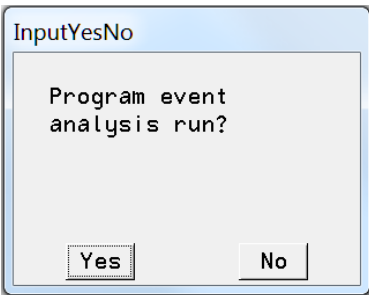 InputYesNo
Program event
analysis run?
Yes No